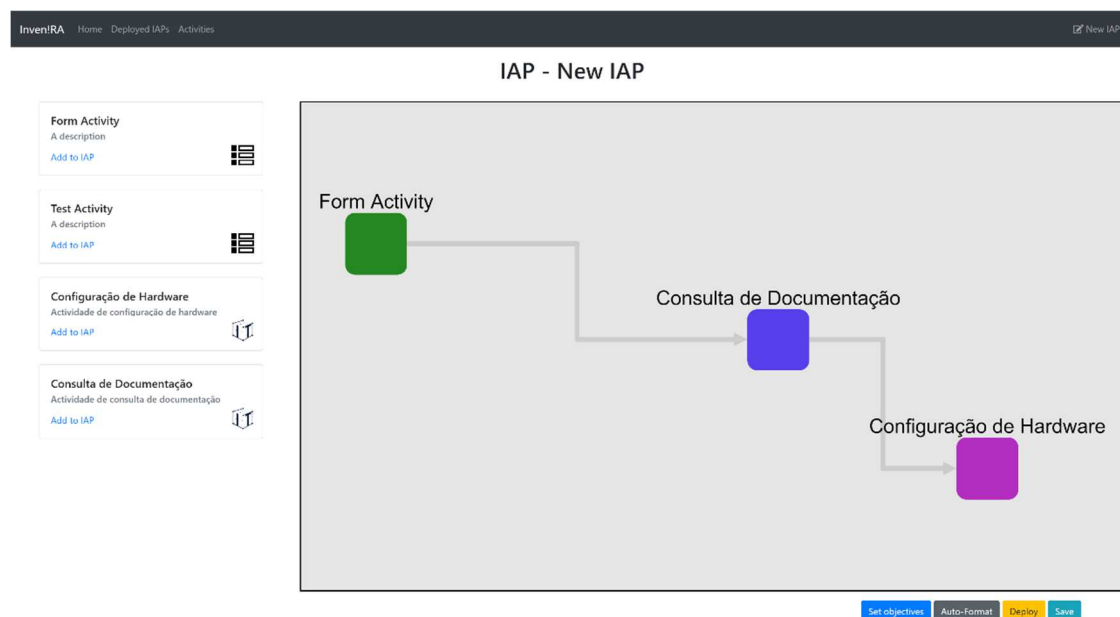 Inven!RA Home Deployed IAPs Activities New IAP
IAP - New IAP
Form Activity
A description
Add to IAP
Test Activity
A description
Add to IAP
Configuração de Hardware
Actividade de configuração de hardware
Add to IAP
Consulta de Documentação
Actividade de consulta de documentação
Add to IAP
Form Activity
Consulta de Documentação
Configuração de Hardware
Set objectives Auto-Format Deploy Save